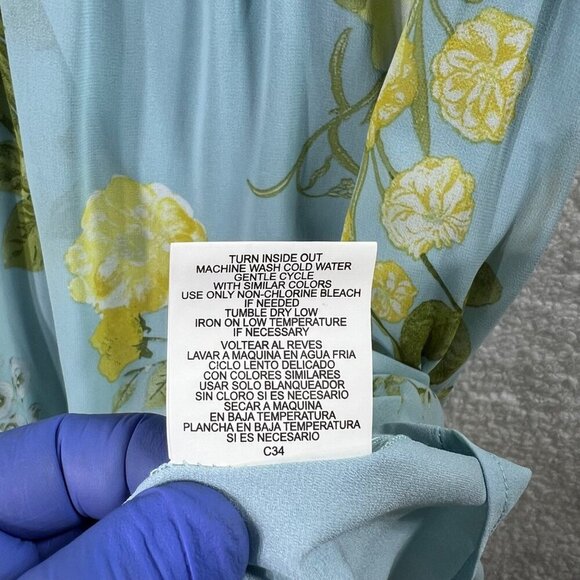 TURN INSIDE OUT
MACHINE WASH COLD WATER
GENTLE CYCLE
WITH SIMILAR COLORS
USE ONLY NON-CHLORINE BLEACH
IF NEEDED
TUMBLE DRY LOW
IRON ON LOW TEMPERATURE
IF NECESSARY
VOLTEAR AL REVES
LAVAR A MAQUINA EN AGUA FRIA
CICLO LENTO DELICADO
CON COLORES SIMILARES
USAR SOLO BLANQUEADOR
SIN CLORO SI ES NECESARIO
SECAR A MAQUINA
EN BAJA TEMPERATURA
PLANCHA EN BAJA TEMPERATURA
SI ES NECESARIO
C34